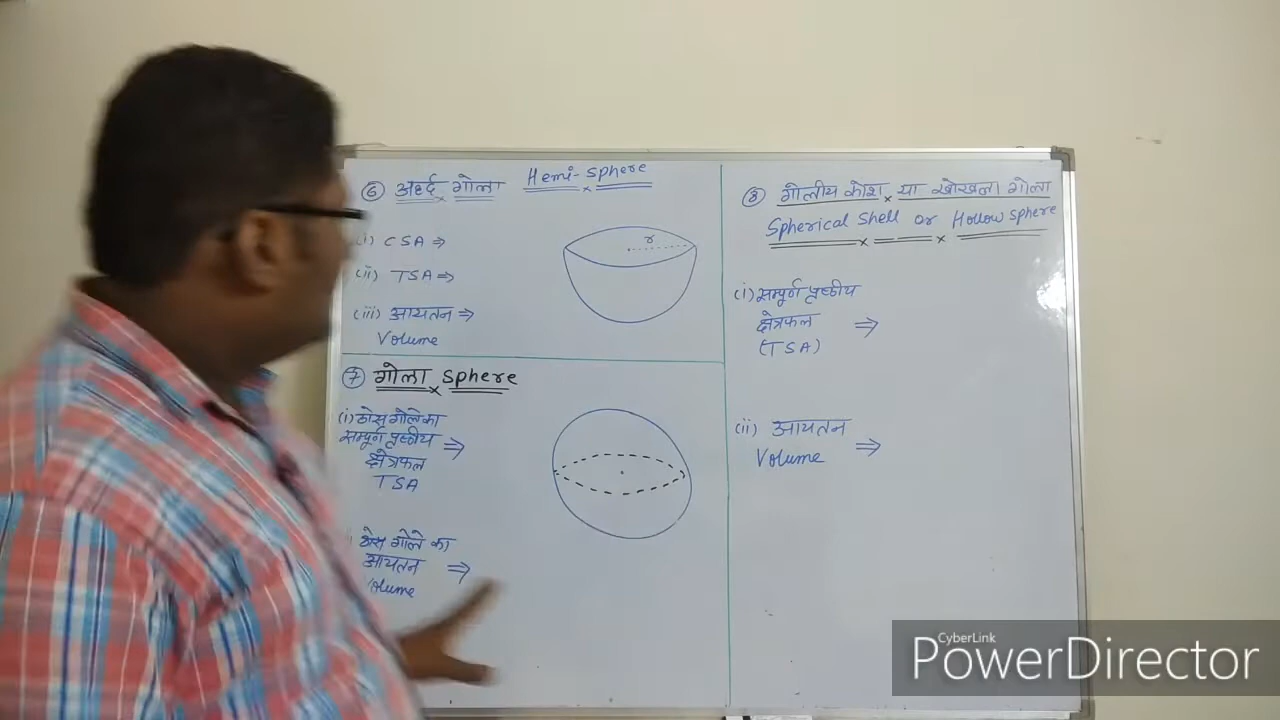 ⑥ अर्ह्द गोला Hemi-Sphere
(i) CSA ⇒
(ii) TSA ⇒
(iii) आयतन ⇒
Volume
r
⑦ गोला Sphere
(i) ठोस गोले का
सम्पूर्ण पृष्ठीय ⇒
क्षेत्रफल
TSA
ठोस गोले का
आयतन ⇒
Volume
⑧ गोलीय कोश या खोखला गोला
Spherical Shell or Hollow Sphere
(i) सम्पूर्ण पृष्ठीय
क्षेत्रफल ⇒
(TSA)
(ii) आयतन
Volume ⇒
CyberLink
PowerDirector